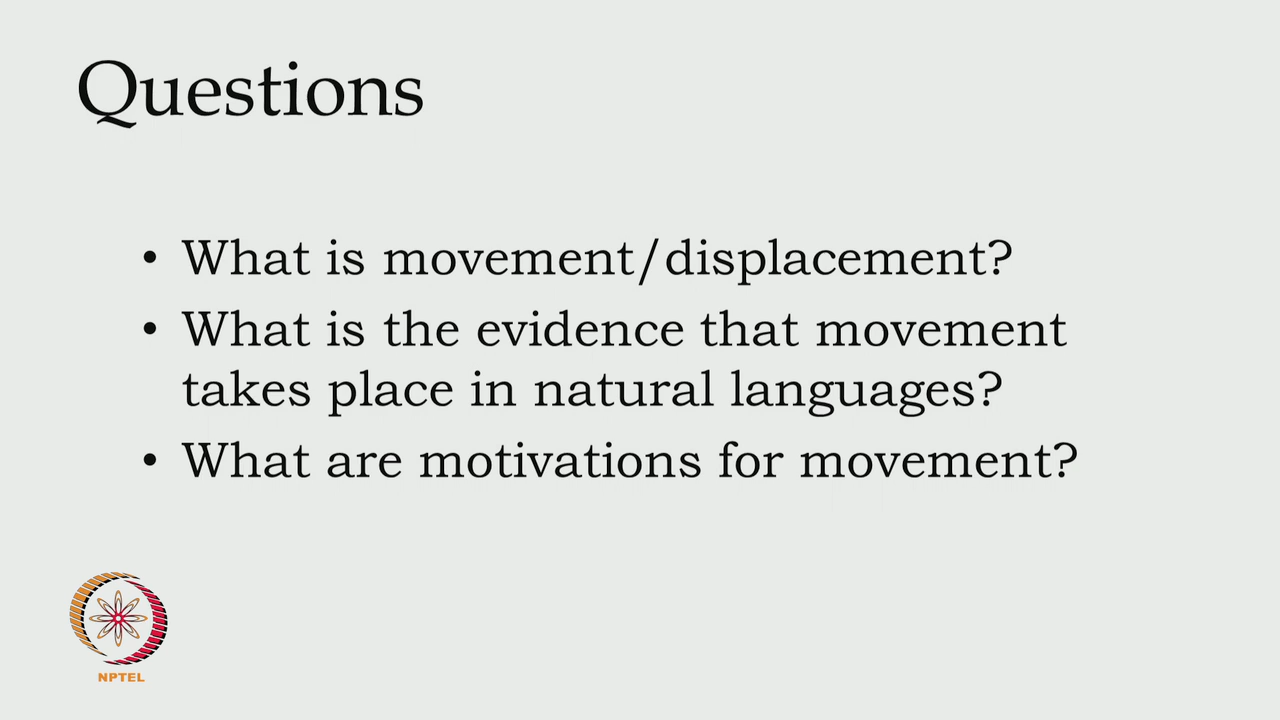 Questions
• What is movement/displacement?
• What is the evidence that movement
takes place in natural languages?
• What are motivations for movement?
NPTEL